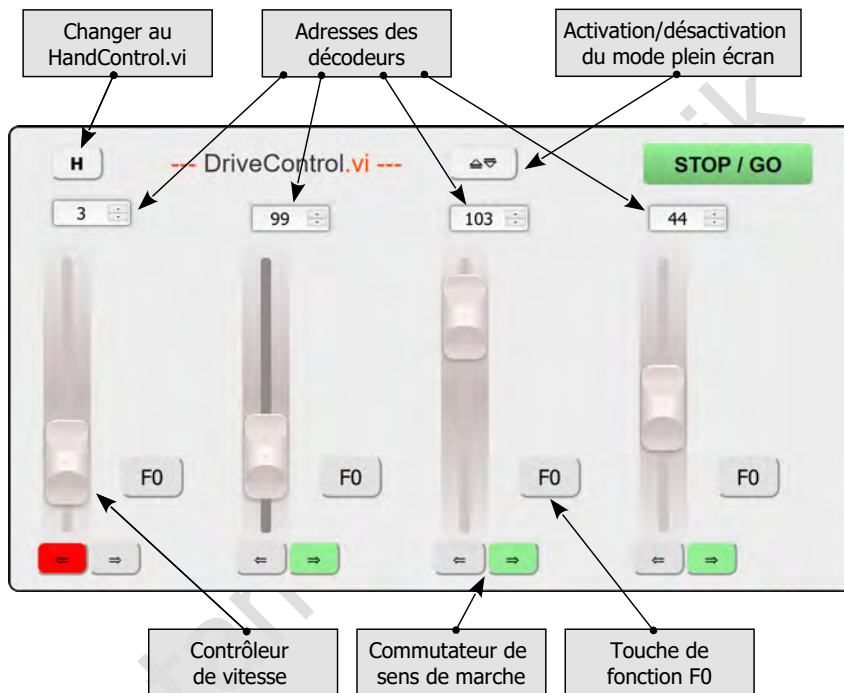 Changer au
HandControl.vi
Adresses des
décodeurs
Activation/désactivation
du mode plein écran
H
--- DriveControl.vi ---
STOP / GO
3
99
103
44
F0
F0
F0
F0
⇐ ⇒
⇐ ⇒
⇐ ⇒
⇐ ⇒
Contrôleur
de vitesse
Commutateur de
sens de marche
Touche de
fonction F0